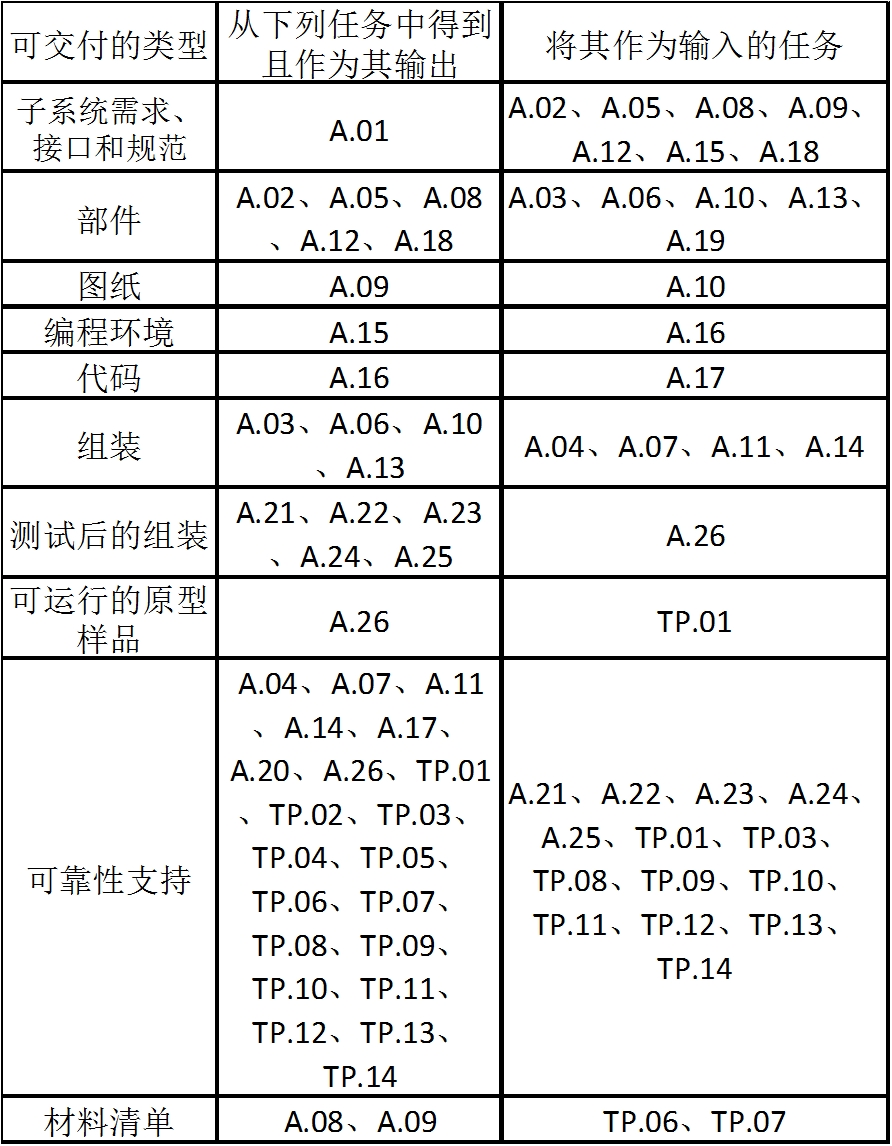 可交付的类型
从下列任务中得到
且作为其输出
将其作为输入的任务
子系统需求、
接口和规范
A.01
A.02、A.05、A.08、A.09、
A.12、A.15、A.18
部件
A.02、A.05、A.08
、A.12、A.18
A.03、A.06、A.10、A.13、
A.19
图纸
A.09
A.10
编程环境
A.15
A.16
代码
A.16
A.17
组装
A.03、A.06、A.10
、A.13
A.04、A.07、A.11、A.14
测试后的组装
A.21、A.22、A.23
、A.24、A.25
A.26
可运行的原型
样品
A.26
TP.01
可靠性支持
A.04、A.07、A.11
、A.14、A.17、
A.20、A.26、TP.01
、TP.02、TP.03、
TP.04、TP.05、
TP.06、TP.07、
TP.08、TP.09、
TP.10、TP.11、
TP.12、TP.13、
TP.14
A.21、A.22、A.23、A.24、
A.25、TP.01、TP.03、
TP.08、TP.09、TP.10、
TP.11、TP.12、TP.13、
TP.14
材料清单
A.08、A.09
TP.06、TP.07